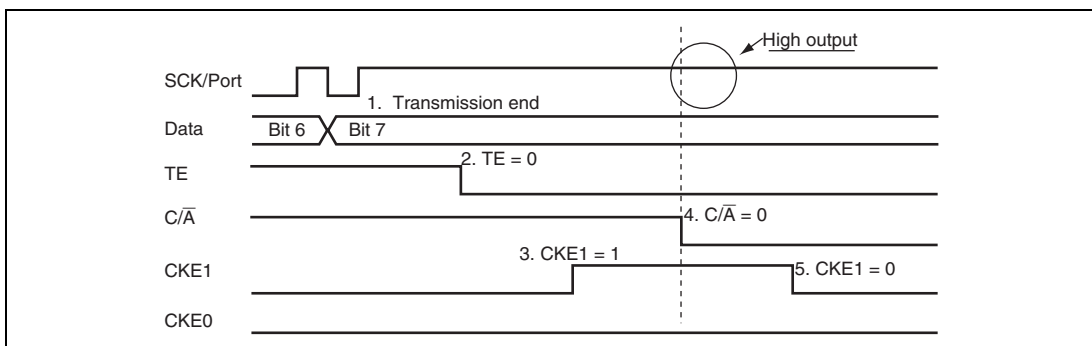 High output
SCK/Port
1. Transmission end
Data
Bit 6
Bit 7
2. TE = 0
TE
C/A̅
4. C/A̅ = 0
3. CKE1 = 1
CKE1
5. CKE1 = 0
CKE0